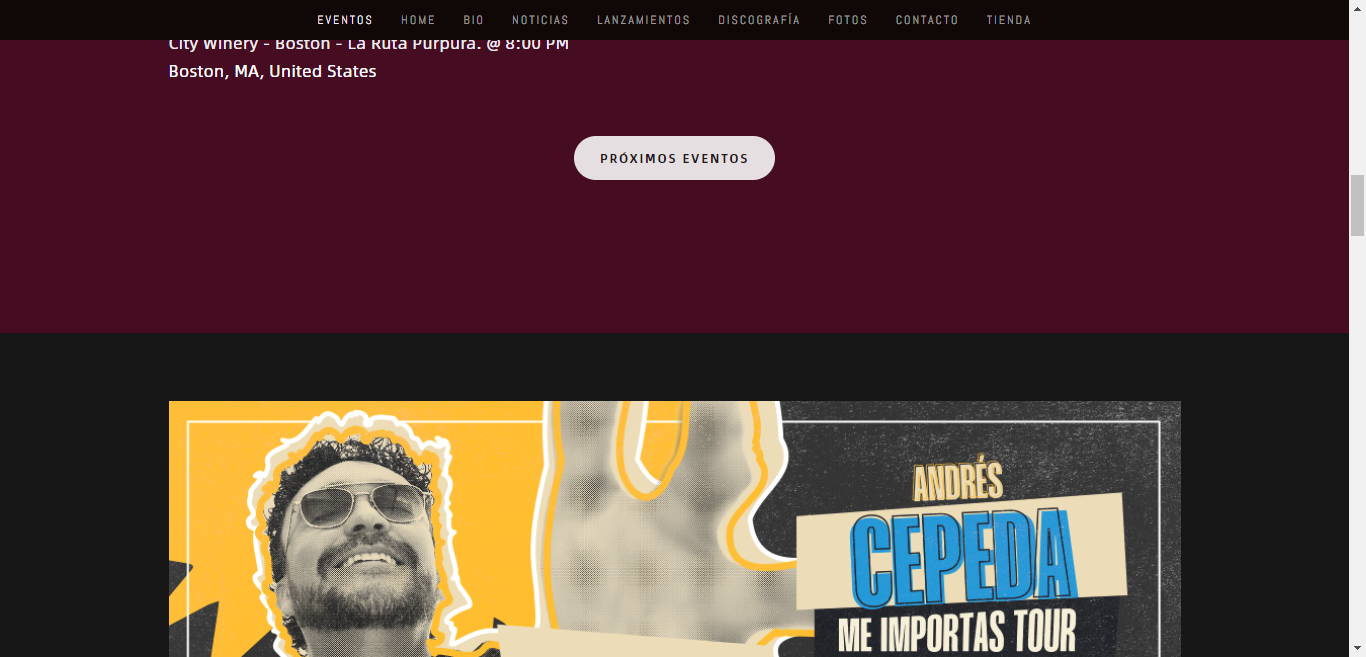 EVENTOS HOME BIO NOTICIAS LANZAMIENTOS DISCOGRAFÍA FOTOS CONTACTO TIENDA
City Winery - Boston - La Ruta Purpura. @ 8:00 PM
Boston, MA, United States
PRÓXIMOS EVENTOS
ANDRÉS
CEPEDA
ME IMPORTAS TOUR